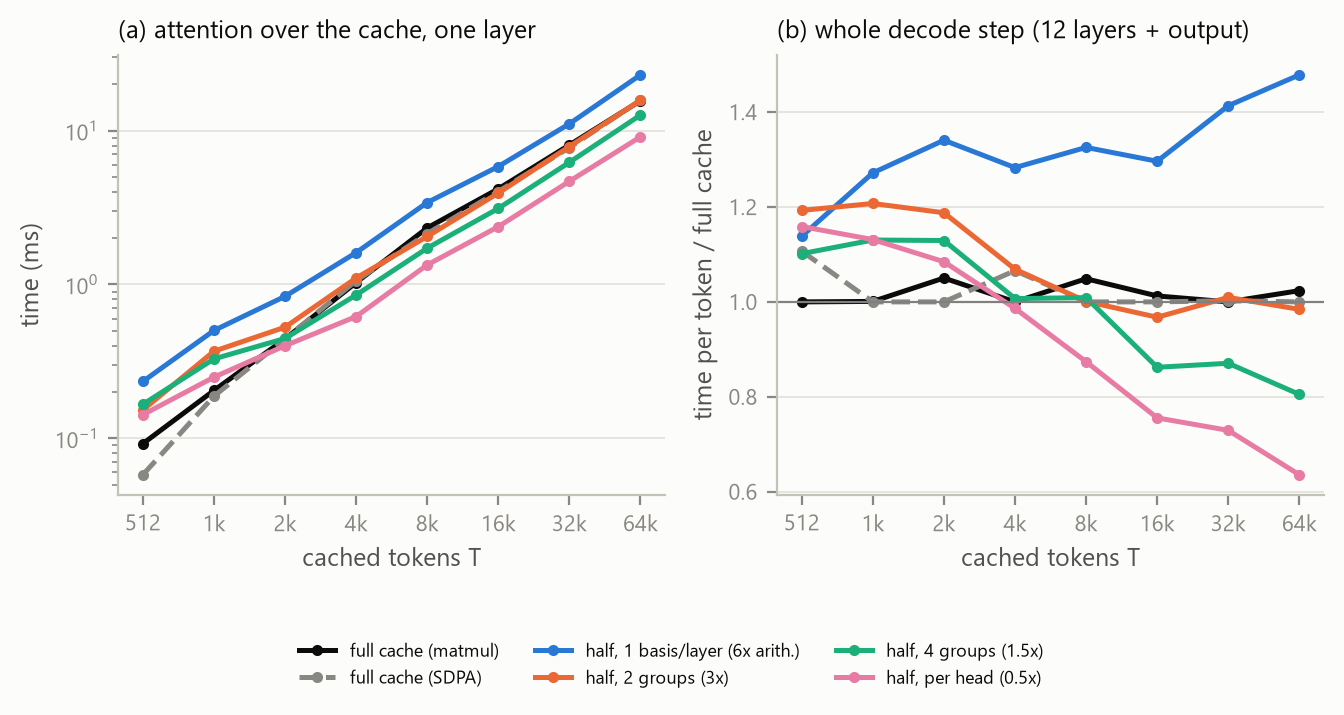 (a) attention over the cache, one layer
time (ms)
10¹
10⁰
10⁻¹
512 1k 2k 4k 8k 16k 32k 64k
cached tokens T
(b) whole decode step (12 layers + output)
time per token / full cache
1.4
1.2
1.0
0.8
0.6
512 1k 2k 4k 8k 16k 32k 64k
cached tokens T
full cache (matmul)
full cache (SDPA)
half, 1 basis/layer (6x arith.)
half, 2 groups (3x)
half, 4 groups (1.5x)
half, per head (0.5x)